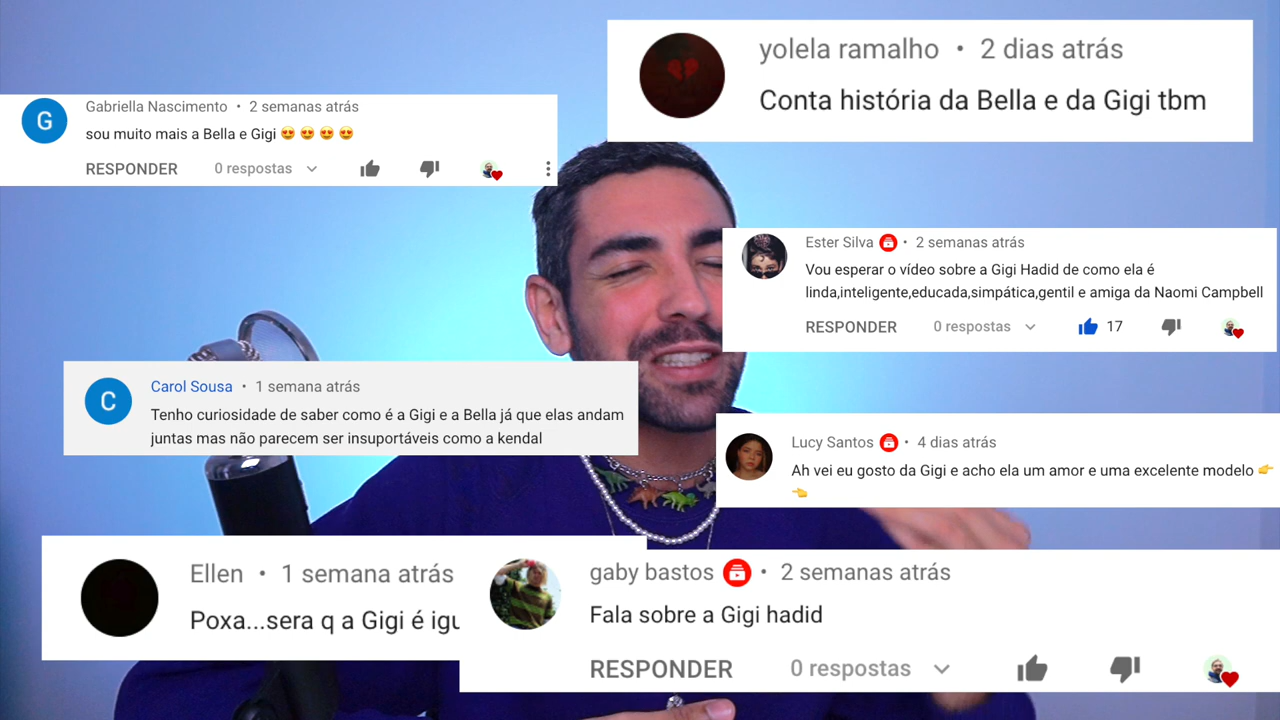 yolela ramalho • 2 dias atrás
Conta história da Bella e da Gigi tbm
G
Gabriella Nascimento • 2 semanas atrás
sou muito mais a Bella e Gigi 😍 😍 😍 😍
RESPONDER 0 respostas
Ester Silva • 2 semanas atrás
Vou esperar o vídeo sobre a Gigi Hadid de como ela é
linda,inteligente,educada,simpática,gentil e amiga da Naomi Campbell
RESPONDER 0 respostas 17
C
Carol Sousa • 1 semana atrás
Tenho curiosidade de saber como é a Gigi e a Bella já que elas andam
juntas mas não parecem ser insuportáveis como a kendal
Lucy Santos • 4 dias atrás
Ah vei eu gosto da Gigi e acho ela um amor e uma excelente modelo 👉
👈
Ellen • 1 semana atrás
Poxa...sera q a Gigi é
gaby bastos • 2 semanas atrás
Fala sobre a Gigi hadid
RESPONDER 0 respostas